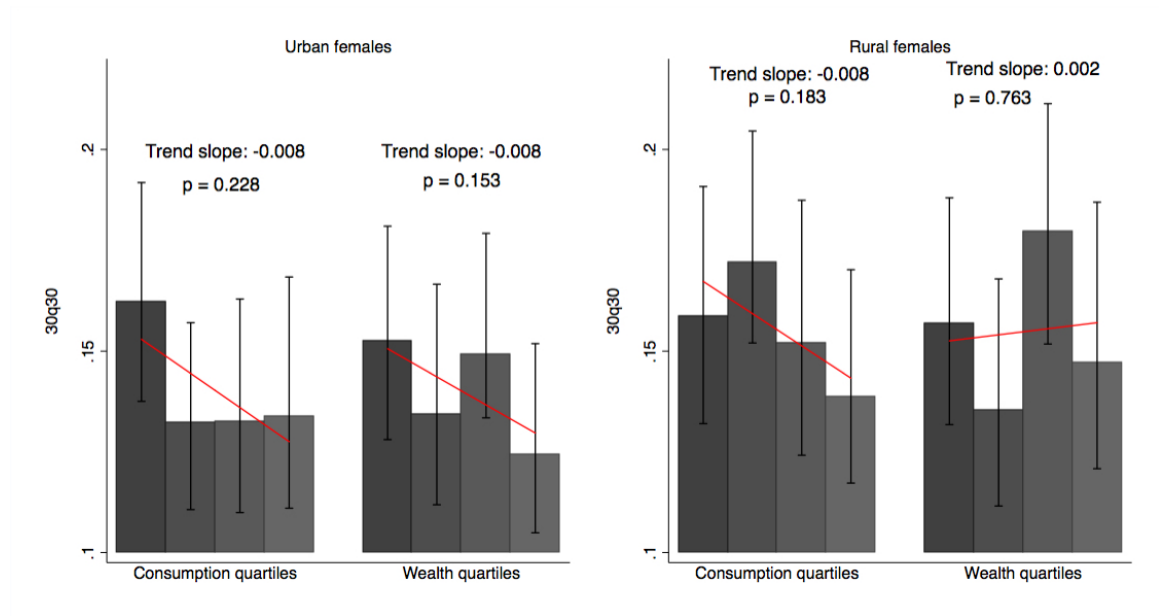 Urban females
Trend slope: -0.008
p = 0.228
Trend slope: -0.008
p = 0.153
30q30
.2
.15
.1
Consumption quartiles
Wealth quartiles
Rural females
Trend slope: -0.008
p = 0.183
Trend slope: 0.002
p = 0.763
30q30
.2
.15
.1
Consumption quartiles
Wealth quartiles